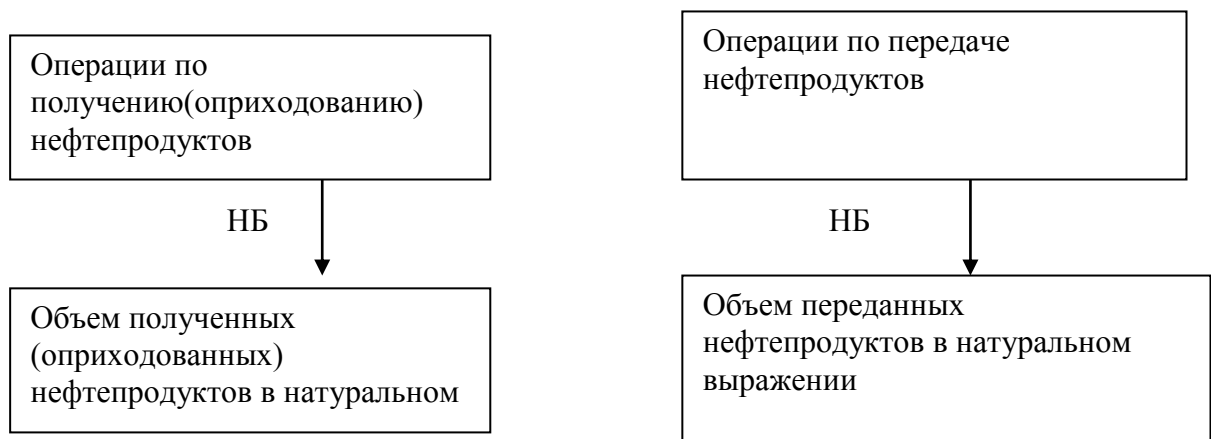 Операции по
получению(оприходованию)
нефтепродуктов
Операции по передаче
нефтепродуктов
НБ
НБ
Объем полученных
(оприходованных)
нефтепродуктов в натуральном
Объем переданных
нефтепродуктов в натуральном
выражении